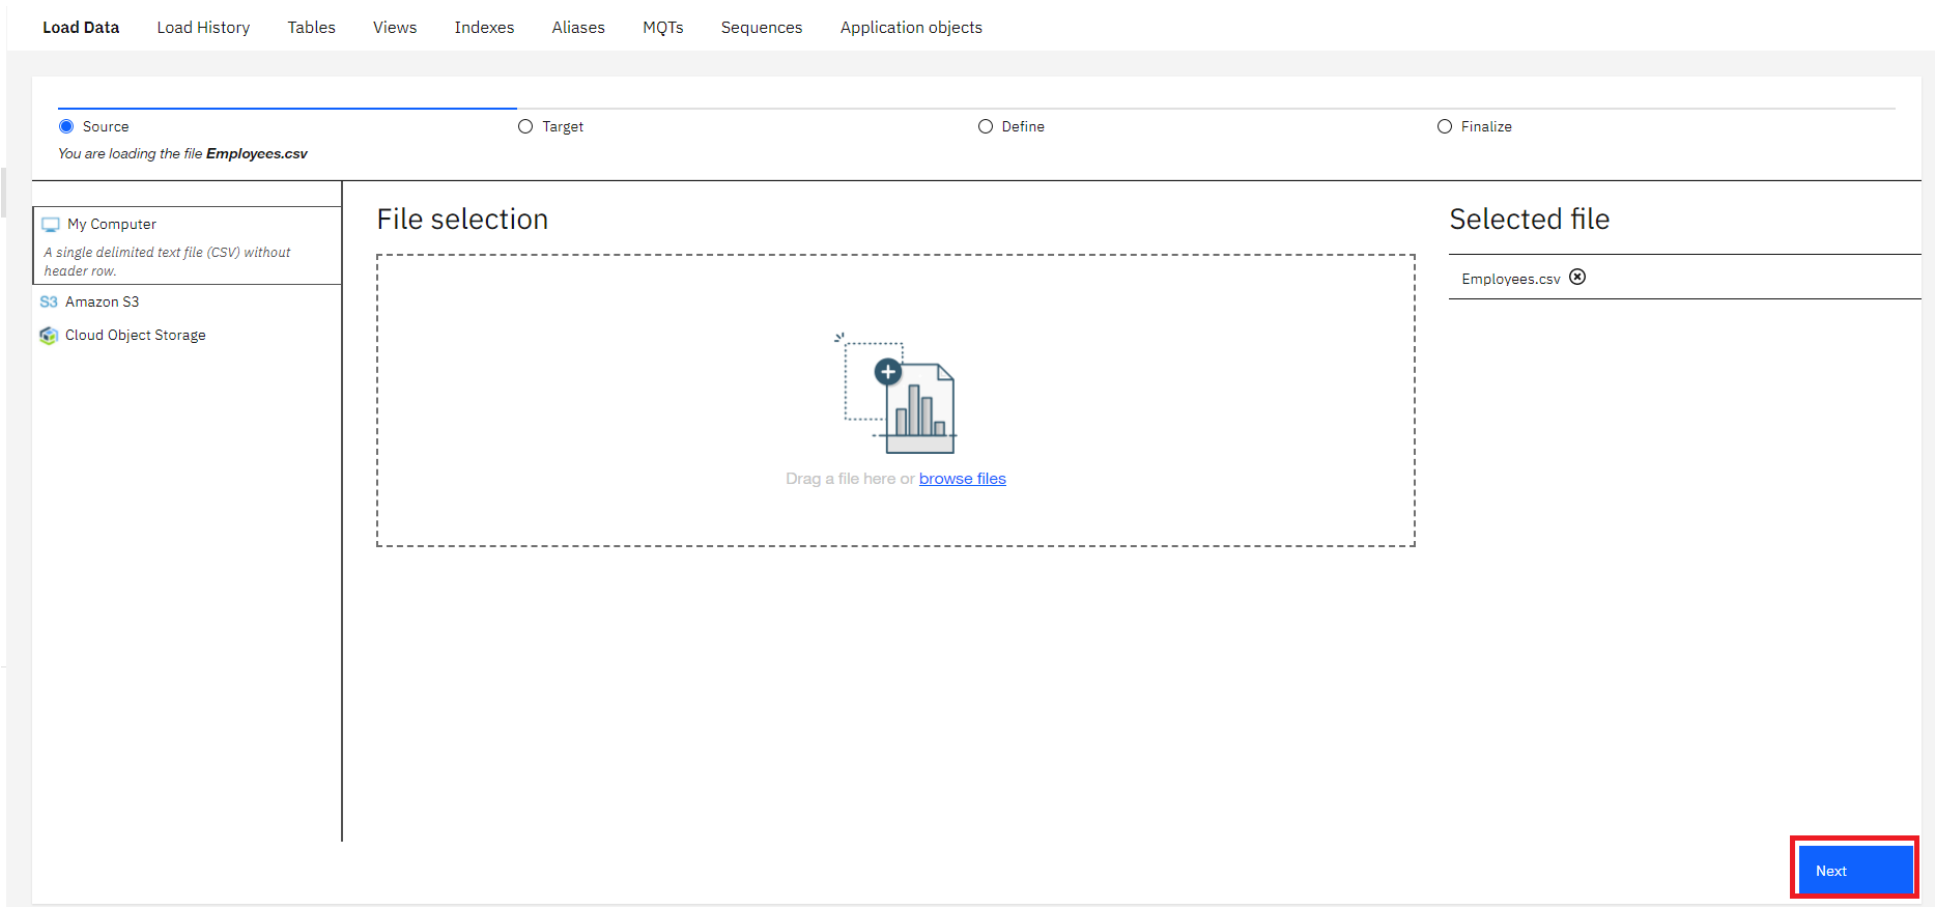 Load Data Load History Tables Views Indexes Aliases MQTs Sequences Application objects
Source Target Define Finalize
You are loading the file Employees.csv
My Computer
A single delimited text file (CSV) without
header row.
S3 Amazon S3
Cloud Object Storage
File selection
Drag a file here or browse files
Selected file
Employees.csv
Next